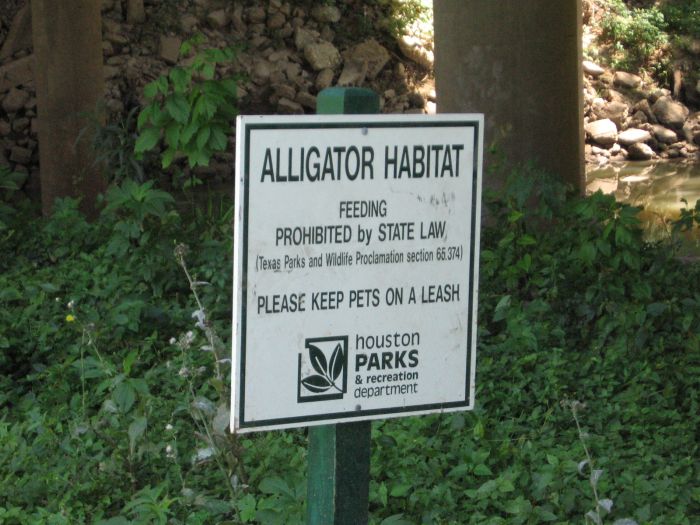 ALLIGATOR HABITAT
FEEDING
PROHIBITED by STATE LAW
(Texas Parks and Wildlife Proclamation section 65.374)
PLEASE KEEP PETS ON A LEASH
houston
PARKS
& recreation
department